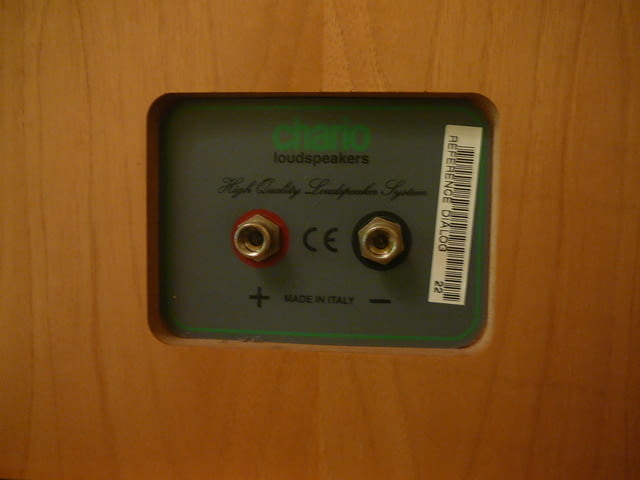 chario
loudspeakers
High Quality Loudspeaker System
CE
+ MADE IN ITALY −
REFERENCE DIALOG
22